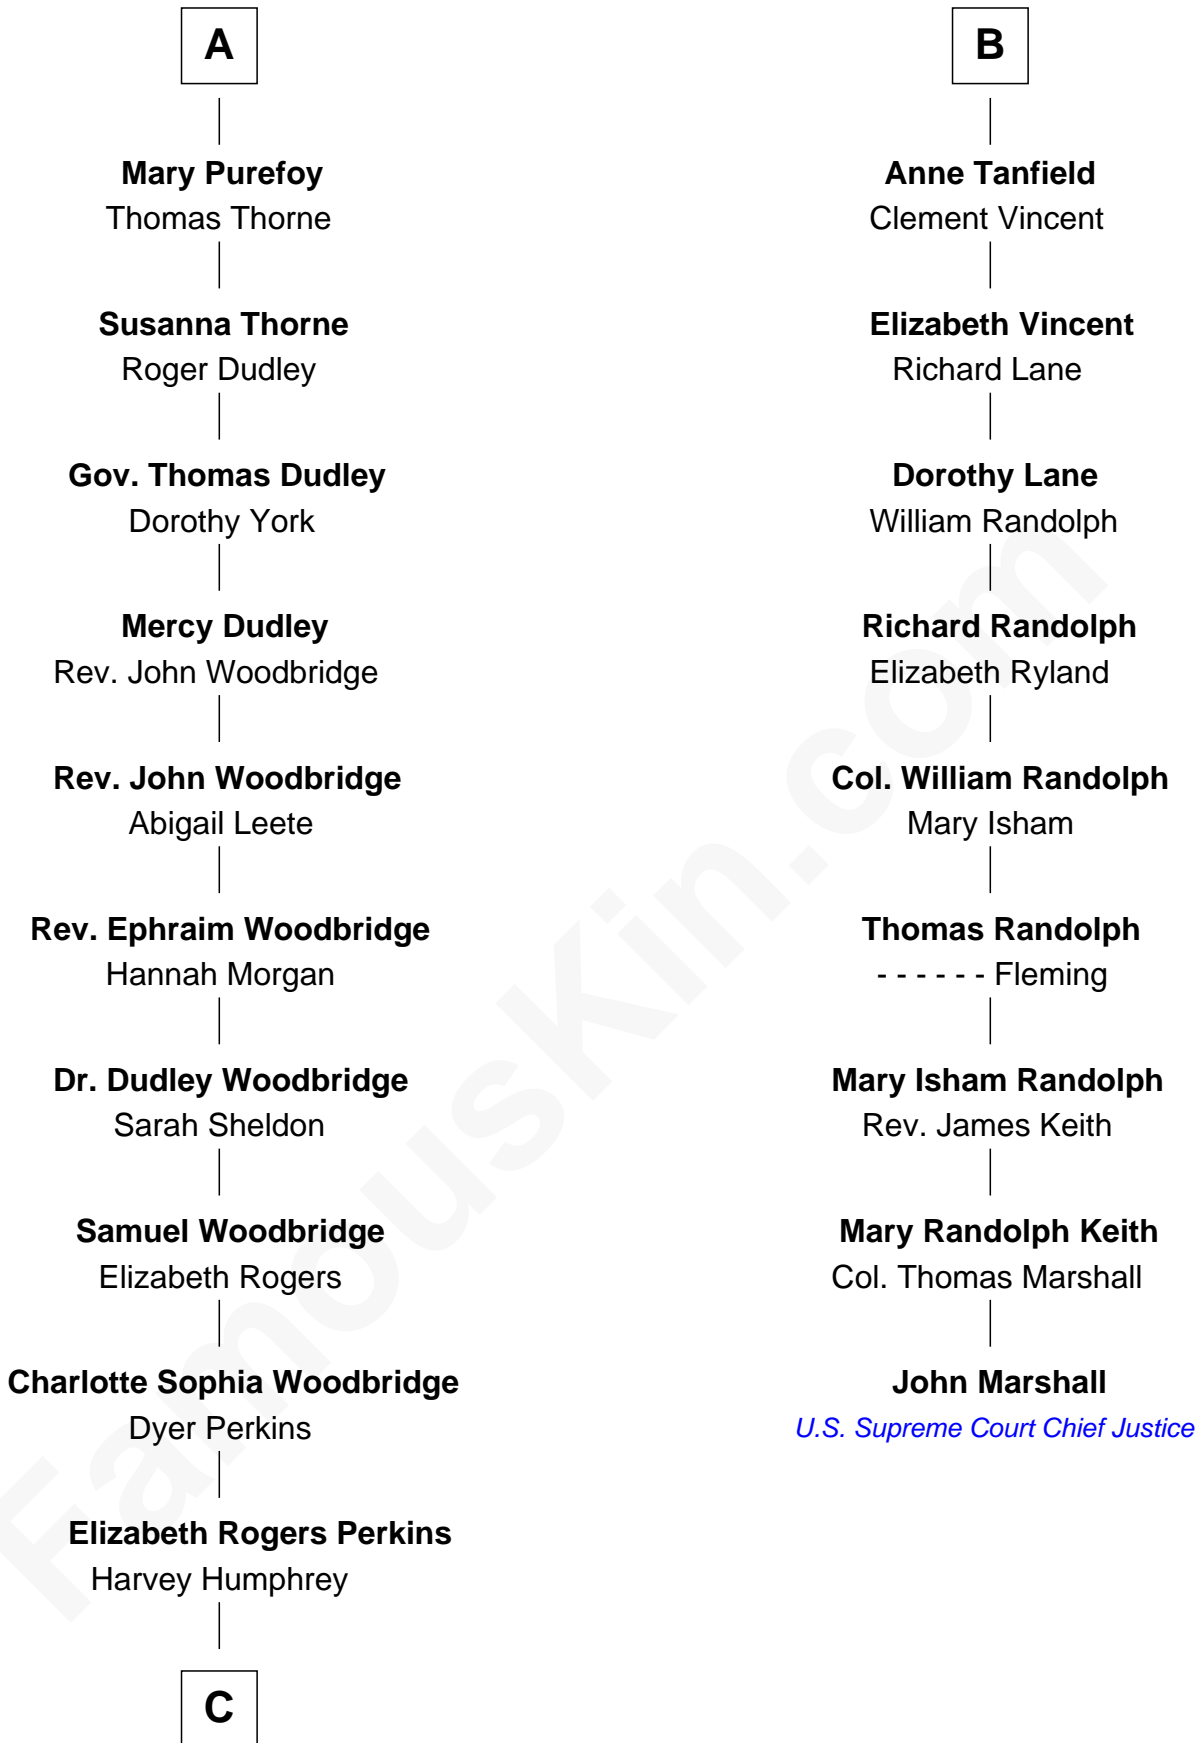 A
Mary Purefoy
Thomas Thorne
Susanna Thorne
Roger Dudley
Gov. Thomas Dudley
Dorothy York
Mercy Dudley
Rev. John Woodbridge
Rev. John Woodbridge
Abigail Leete
Rev. Ephraim Woodbridge
Hannah Morgan
Dr. Dudley Woodbridge
Sarah Sheldon
Samuel Woodbridge
Elizabeth Rogers
Charlotte Sophia Woodbridge
Dyer Perkins
Elizabeth Rogers Perkins
Harvey Humphrey
C
B
Anne Tanfield
Clement Vincent
Elizabeth Vincent
Richard Lane
Dorothy Lane
William Randolph
Richard Randolph
Elizabeth Ryland
Col. William Randolph
Mary Isham
Thomas Randolph
- - - - - - Fleming
Mary Isham Randolph
Rev. James Keith
Mary Randolph Keith
Col. Thomas Marshall
John Marshall
U.S. Supreme Court Chief Justice
FamousKin.com